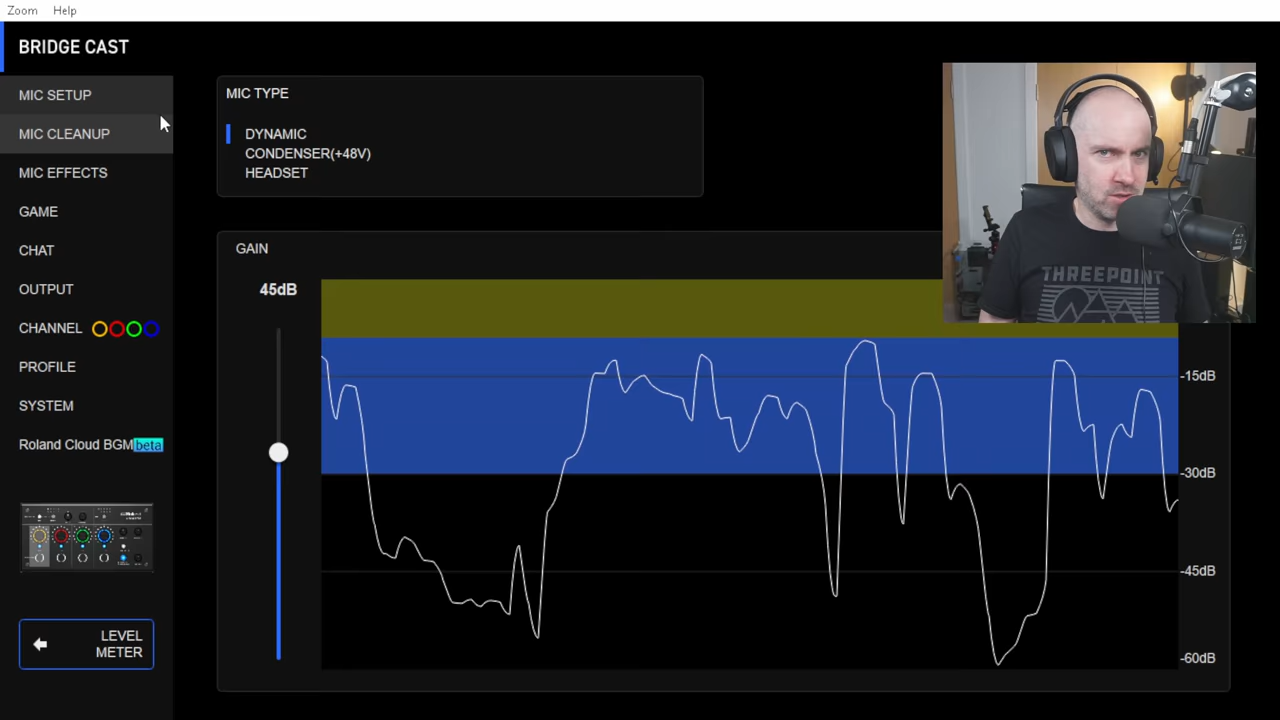 Zoom Help
BRIDGE CAST
MIC SETUP
MIC CLEANUP
MIC EFFECTS
GAME
CHAT
OUTPUT
CHANNEL
PROFILE
SYSTEM
Roland Cloud BGM beta
LEVEL
METER
MIC TYPE
DYNAMIC
CONDENSER(+48V)
HEADSET
GAIN
45dB
-15dB
-30dB
-45dB
-60dB
THREEPOINT